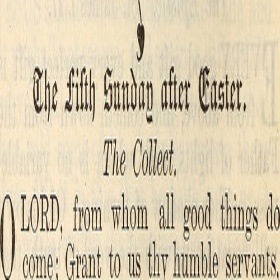 The Fifth Sunday after Easter.
The Collect.
O LORD, from whom all good things do
come; Grant to us thy humble servants,